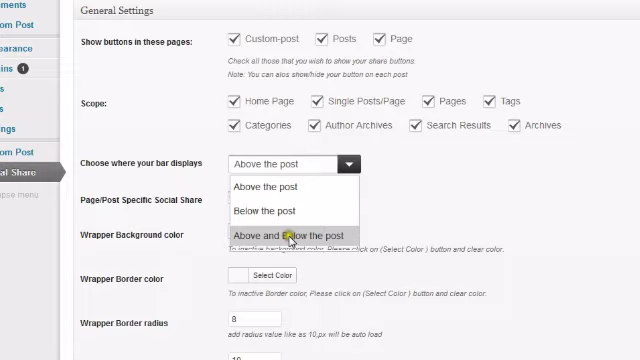 General Settings
ements
om Post
Show buttons in these pages: Custom-post Posts Page
earance
ins 1
Check all those that you wish to show your share buttons.
Note: You can alos show/hide your button on each post
s
Scope: Home Page Single Posts/Page Pages Tags
s
ngs
Categories Author Archives Search Results Archives
om Post
Choose where your bar displays Above the post
al Share
Above the post
apse menu
Page/Post Specific Social Share
Below the post
Wrapper Background color
Above and Below the post
To inactive background color, Please click on (Select Color ) button and clear color.
Wrapper Border color Select Color
To inactive Border color, Please click on (Select Color ) button and clear color.
Wrapper Border radius 8
add radius value like as 10,px will be auto load
10